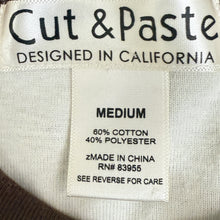 Cut & Paste
DESIGNED IN CALIFORNIA
MEDIUM
60% COTTON
40% POLYESTER
zMADE IN CHINA
RN# 83955
SEE REVERSE FOR CARE